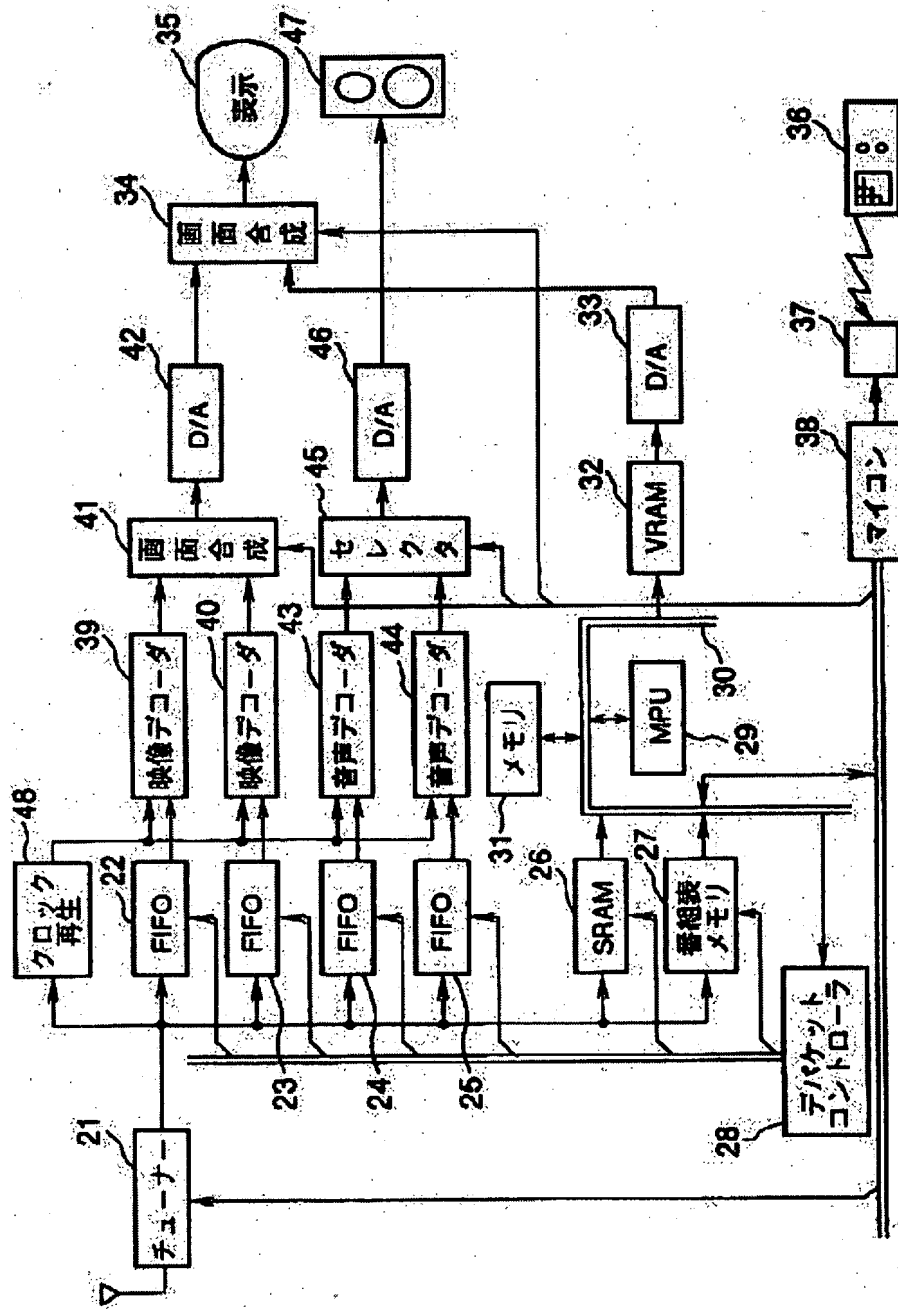 35
表示
47
34
画面合成
42
D/A
46
D/A
33
D/A
36
37
38
マイコン
41
画面合成
45
セレクタ
32
VRAM
39
映像デコーダ
40
映像デコーダ
43
音声デコーダ
44
音声デコーダ
メモリ
31
MPU
29
30
48
クロック
再生
22
FIFO
FIFO
23
FIFO
24
FIFO
25
26
SRAM
27
番組表
メモリ
21
チューナー
28
デパケット
コントローラ